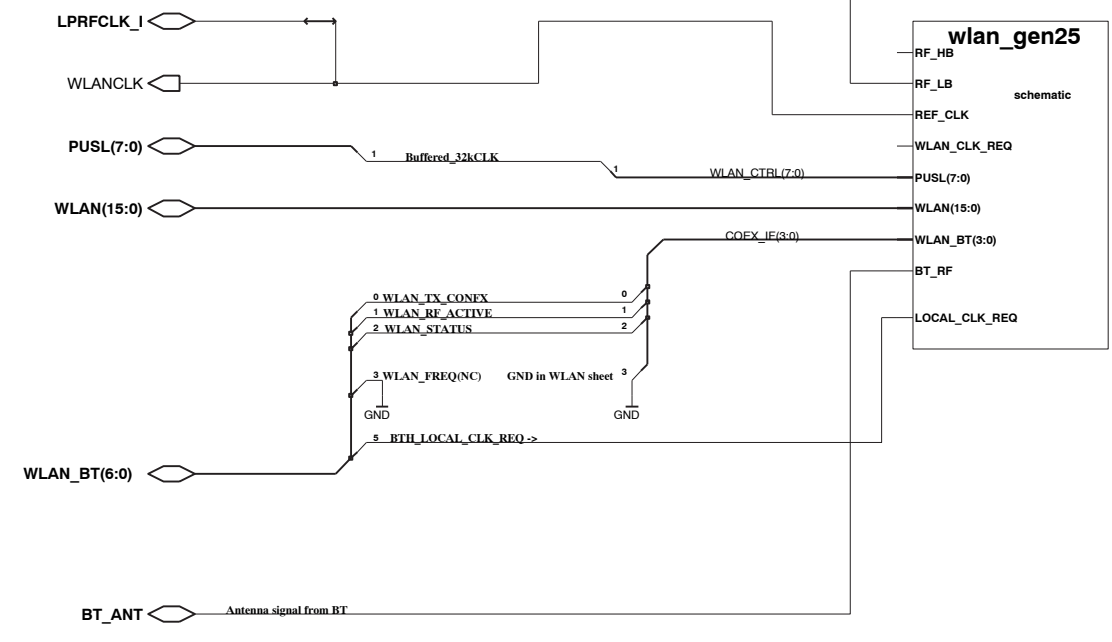 LPRFCLK_I
wlan_gen25
RF_HB
WLANCLK
RF_LB
schematic
REF_CLK
PUSL(7:0)
1
Buffered_32kCLK
WLAN_CLK_REQ
1
WLAN_CTRL(7:0)
PUSL(7:0)
WLAN(15:0)
WLAN(15:0)
COEX_IF(3:0)
WLAN_BT(3:0)
BT_RF
0 WLAN_TX_CONFX
0
1 WLAN_RF_ACTIVE
1
LOCAL_CLK_REQ
2 WLAN_STATUS
2
3 WLAN_FREQ(NC)
GND in WLAN sheet
3
GND
GND
5 BTH_LOCAL_CLK_REQ ->
WLAN_BT(6:0)
BT_ANT
Antenna signal from BT